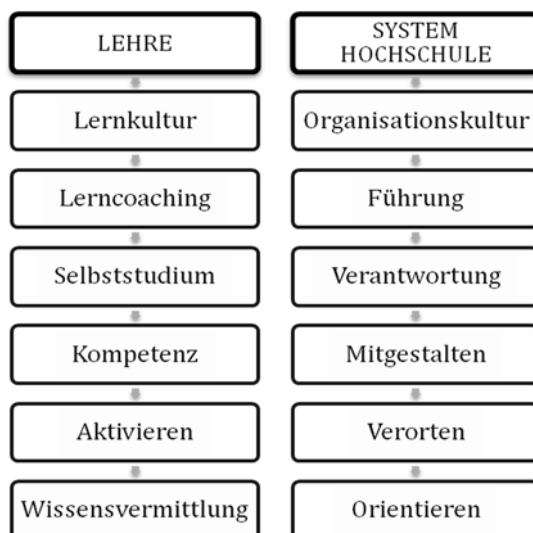 LEHRE
Lernkultur
Lerncoaching
Selbststudium
Kompetenz
Aktivieren
Wissensvermittlung
SYSTEM
HOCHSCHULE
Organisationskultur
Führung
Verantwortung
Mitgestalten
Verorten
Orientieren